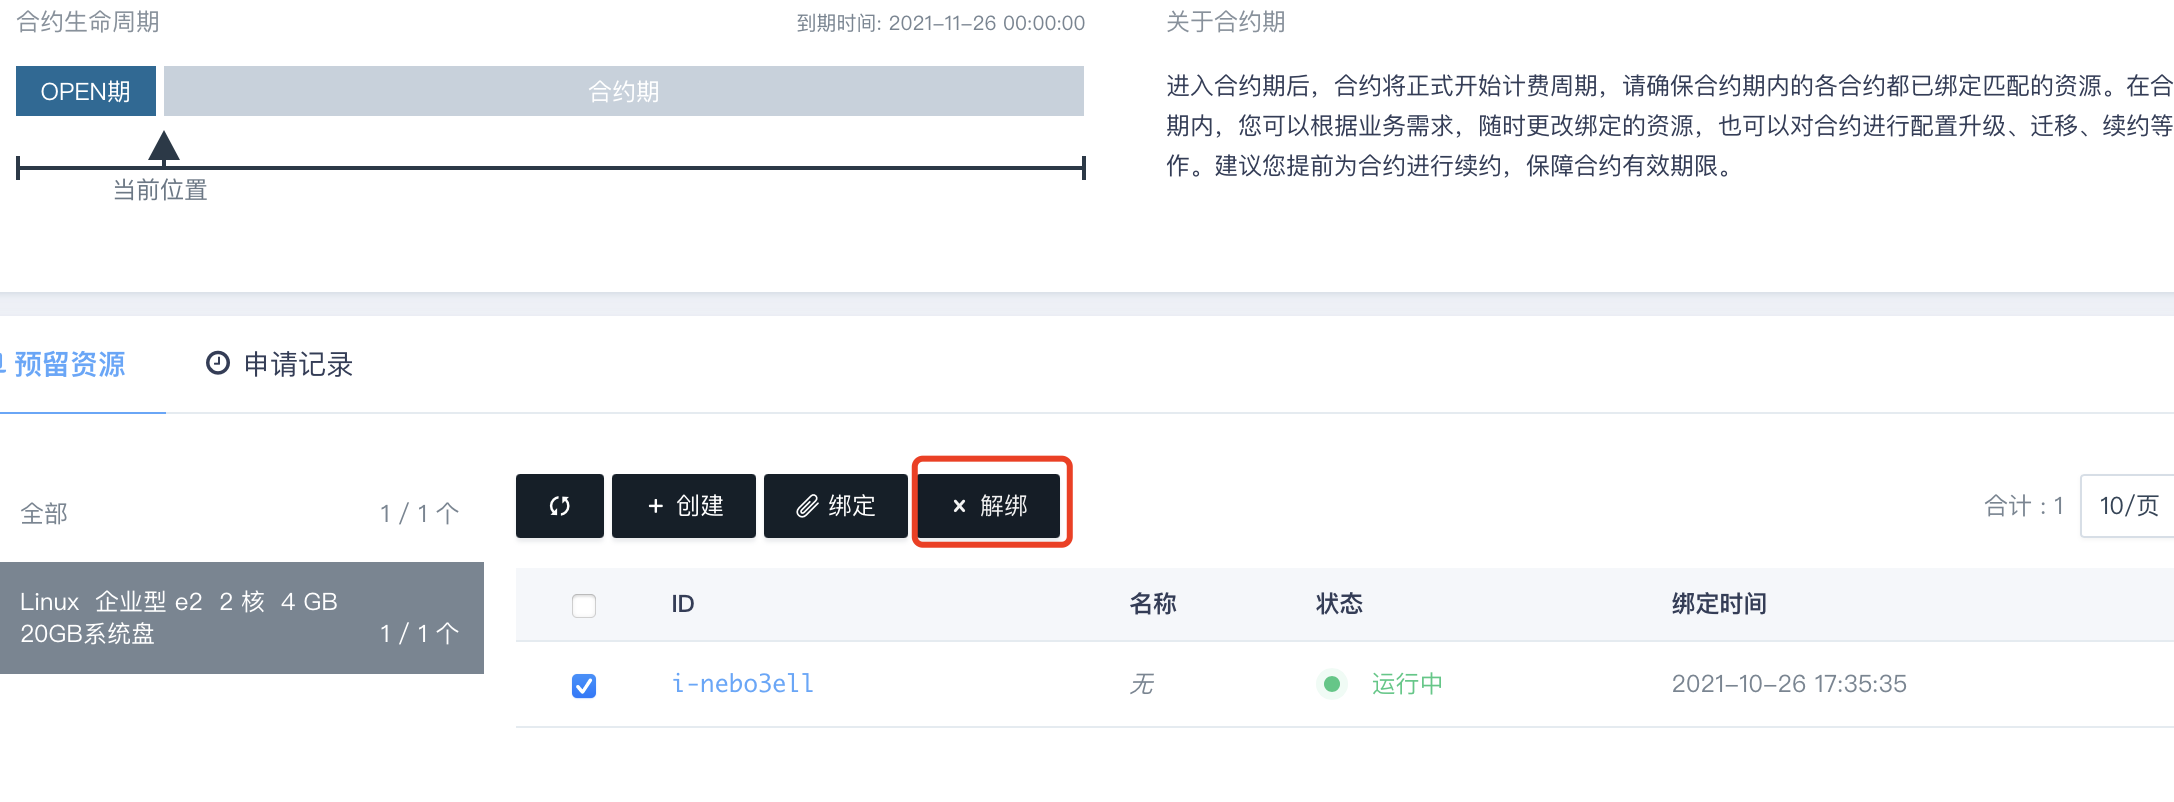 合约生命周期
到期时间: 2021-11-26 00:00:00
OPEN期
合约期
当前位置
关于合约期
进入合约期后，合约将正式开始计费周期，请确保合约期内的各合约都已绑定匹配的资源。在合
期内，您可以根据业务需求，随时更改绑定的资源，也可以对合约进行配置升级、迁移、续约等
作。建议您提前为合约进行续约，保障合约有效期限。
预留资源
申请记录
全部 1 / 1 个
Linux 企业型 e2 2 核 4 GB
20GB系统盘 1 / 1 个
+ 创建
绑定
× 解绑
合计 : 1
10/页
ID 名称 状态 绑定时间
i-nebo3ell 无 运行中 2021-10-26 17:35:35